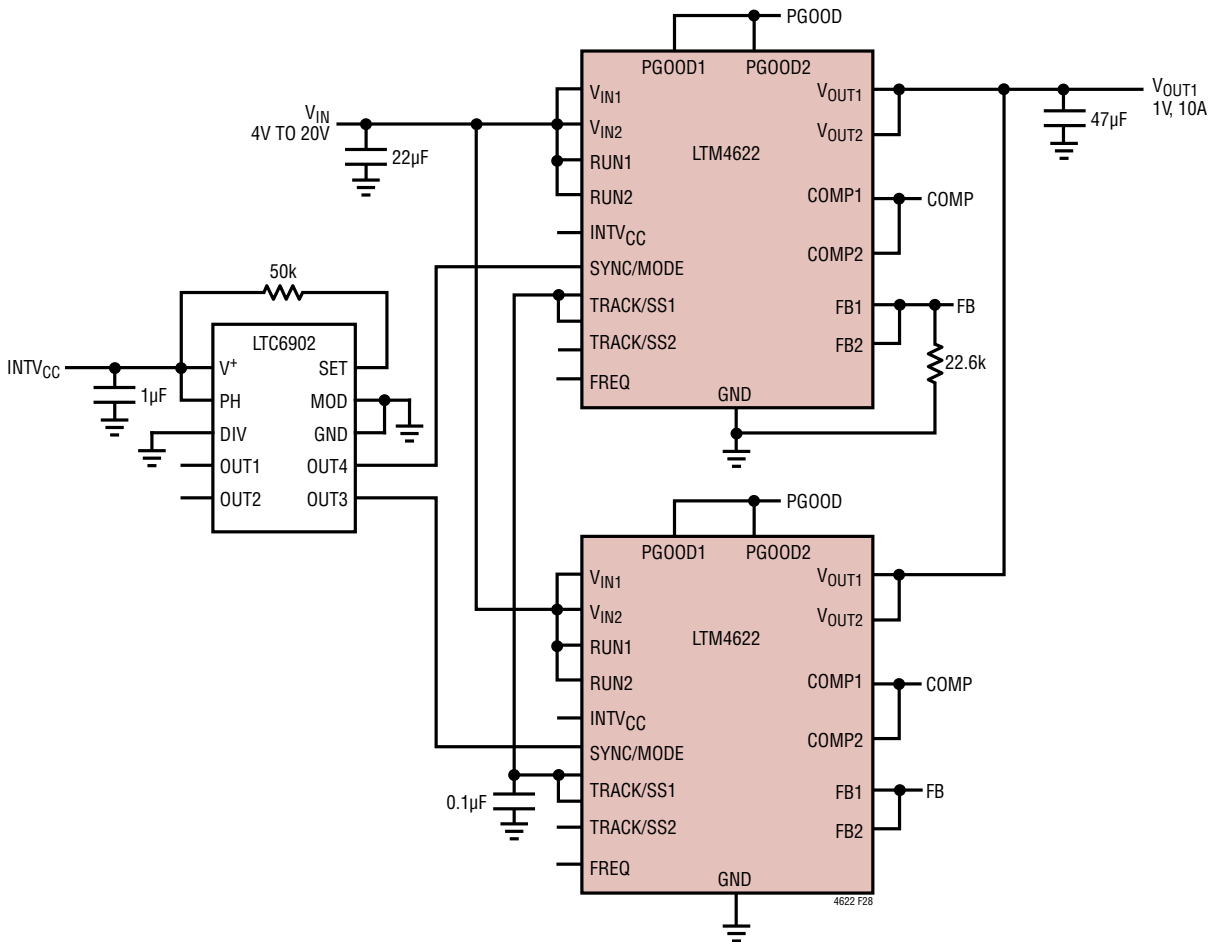 PGOOD
PGOOD1 PGOOD2
VIN
4V TO 20V
22µF
VIN1
VIN2
RUN1
RUN2
INTVCC
SYNC/MODE
TRACK/SS1
TRACK/SS2
FREQ
LTM4622
VOUT1
VOUT2
COMP1
COMP2
FB1
FB2
GND
VOUT1
1V, 10A
47µF
COMP
FB
22.6k
50k
LTC6902
INTVCC
1µF
V+
PH
DIV
OUT1
OUT2
SET
MOD
GND
OUT4
OUT3
PGOOD
PGOOD1 PGOOD2
VIN1
VIN2
RUN1
RUN2
INTVCC
SYNC/MODE
TRACK/SS1
TRACK/SS2
FREQ
0.1µF
LTM4622
VOUT1
VOUT2
COMP1
COMP2
FB1
FB2
GND
COMP
FB
4622 F28